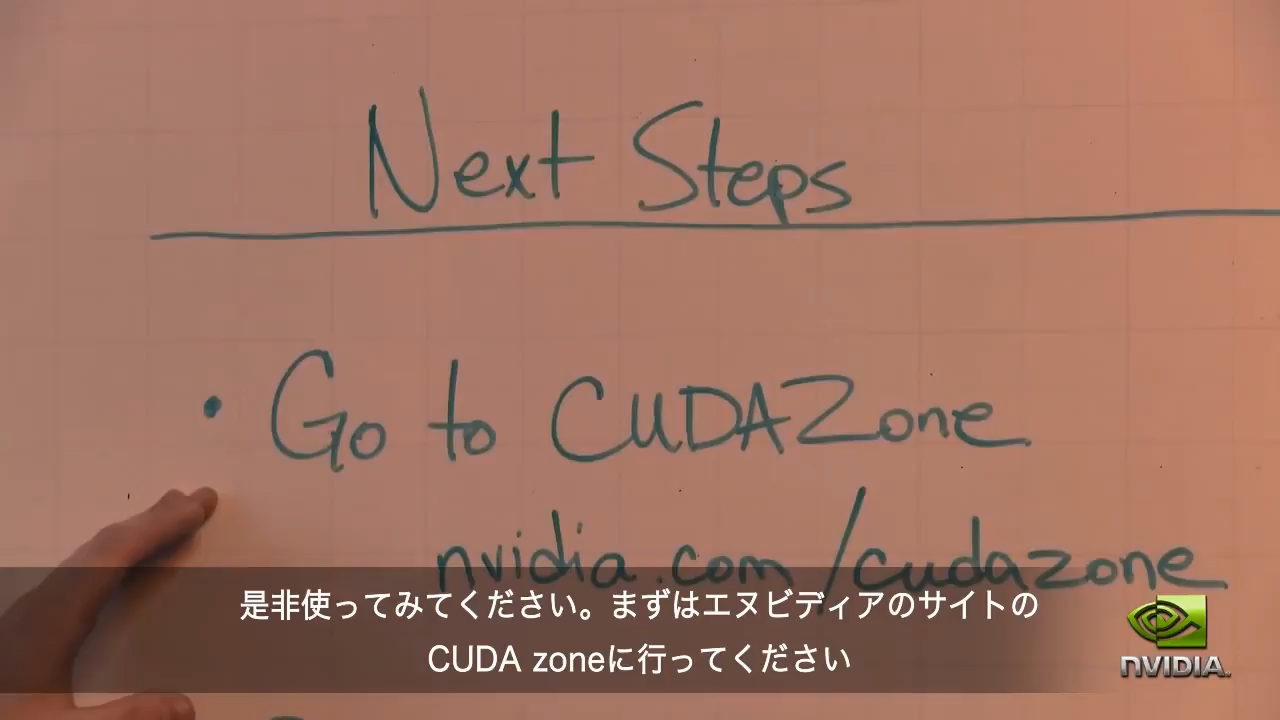 Next Steps
• Go to CUDAZone
nvidia.com/cudazone
是非使ってみてください。まずはエヌビディアのサイトの
CUDA zoneに行ってください
NVIDIA.